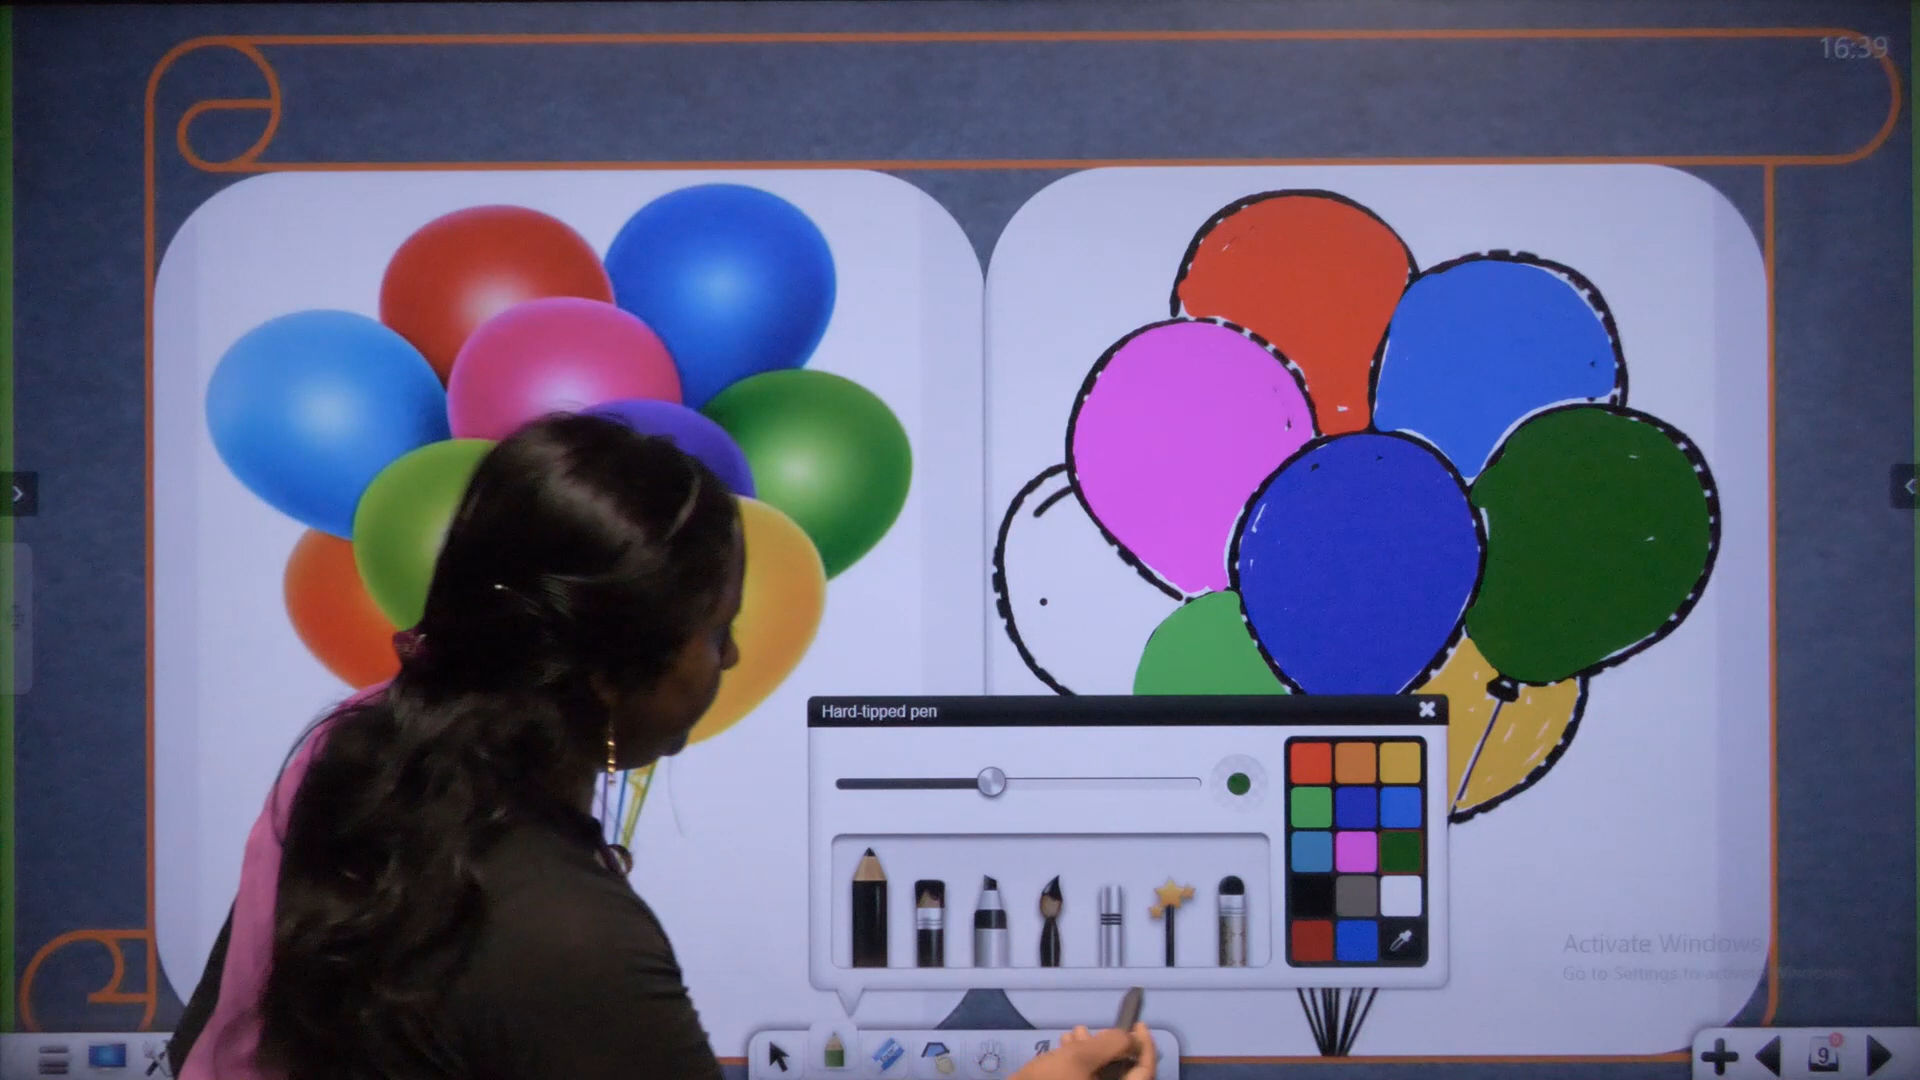 16:39
Hard-tipped pen
Activate Windows
Go to Settings to activate Windows.
9